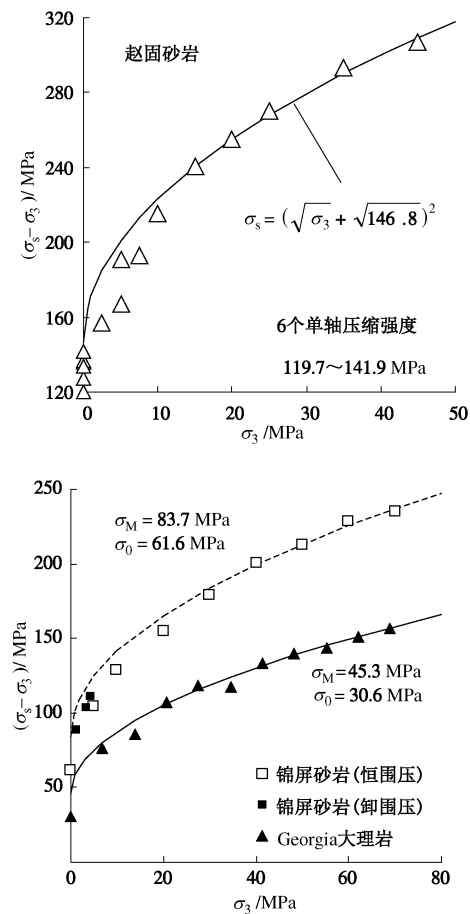 320
赵固砂岩
280
240
(σs−σ3)/ MPa
σs = (√σ3 + √146 .8)²
200
160
6个单轴压缩强度
119.7～141.9 MPa
120
0 10 20 30 40 50
σ3 /MPa
250
σM = 83.7 MPa
σ0 = 61.6 MPa
200
(σs−σ3)/ MPa
150
σM = 45.3 MPa
σ0 = 30.6 MPa
100
锦屏砂岩(恒围压)
50
锦屏砂岩(卸围压)
Georgia大理岩
0
0 20 40 60 80
σ3 /MPa